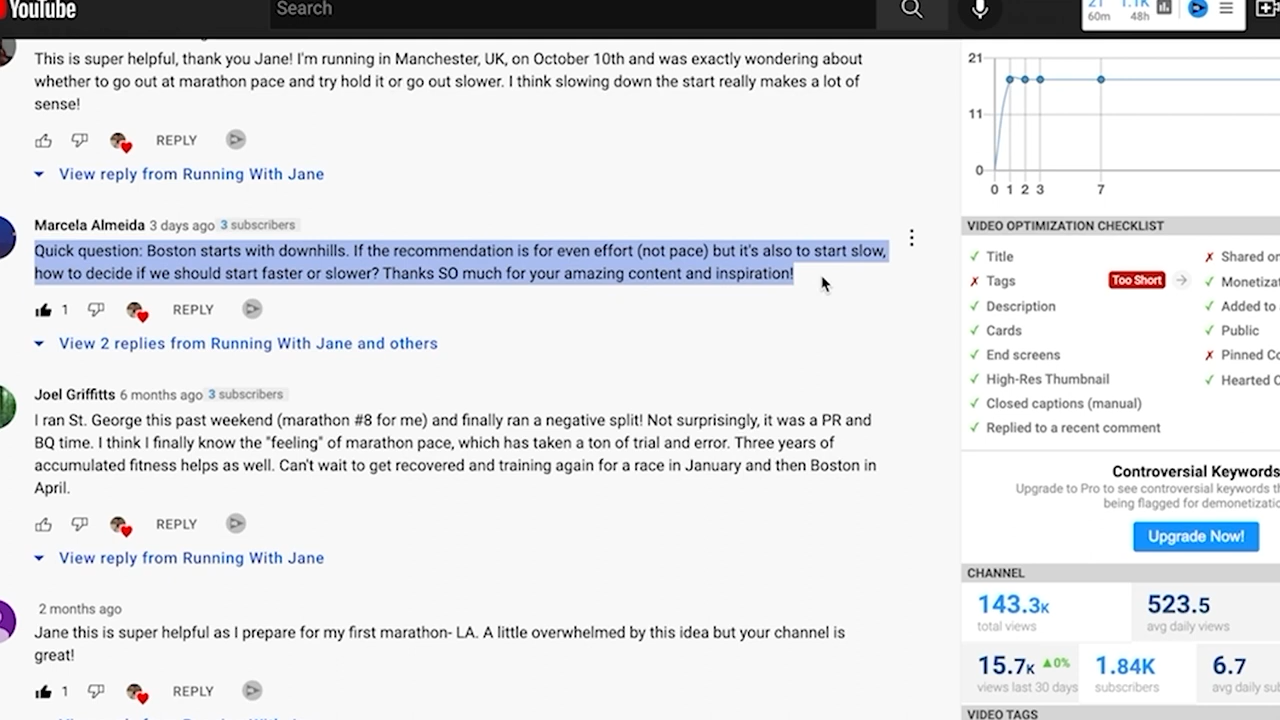 YouTube
Search
21 1.1K
60m 48h
This is super helpful, thank you Jane! I'm running in Manchester, UK, on October 10th and was exactly wondering about
whether to go out at marathon pace and try hold it or go out slower. I think slowing down the start really makes a lot of
sense!
REPLY
View reply from Running With Jane
Marcela Almeida 3 days ago 3 subscribers
Quick question: Boston starts with downhills. If the recommendation is for even effort (not pace) but it's also to start slow,
how to decide if we should start faster or slower? Thanks SO much for your amazing content and inspiration!
1 REPLY
View 2 replies from Running With Jane and others
Joel Griffitts 6 months ago 3 subscribers
I ran St. George this past weekend (marathon #8 for me) and finally ran a negative split! Not surprisingly, it was a PR and
BQ time. I think I finally know the "feeling" of marathon pace, which has taken a ton of trial and error. Three years of
accumulated fitness helps as well. Can't wait to get recovered and training again for a race in January and then Boston in
April.
REPLY
View reply from Running With Jane
2 months ago
Jane this is super helpful as I prepare for my first marathon- LA. A little overwhelmed by this idea but your channel is
great!
1 REPLY
21
11
0
0 1 2 3 7
VIDEO OPTIMIZATION CHECKLIST
Title
Tags Too Short
Description
Cards
End screens
High-Res Thumbnail
Closed captions (manual)
Replied to a recent comment
Shared
Added to
Public
Pinned
Hearted
Controversial Keywords
Upgrade to Pro to see controversial keywords
being flagged for
Upgrade Now!
CHANNEL
143.3K 523.5
total views avg daily views
15.7K ▲0% 1.84K 6.7
views last 30 days subscribers avg daily
VIDEO TAGS